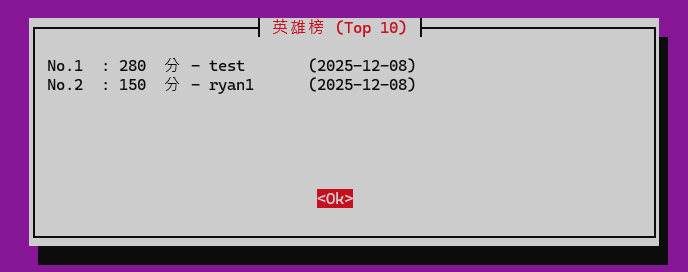 英雄榜 (Top 10)
No.1  : 280  分 - test       (2025-12-08)
No.2  : 150  分 - ryan1      (2025-12-08)
<Ok>